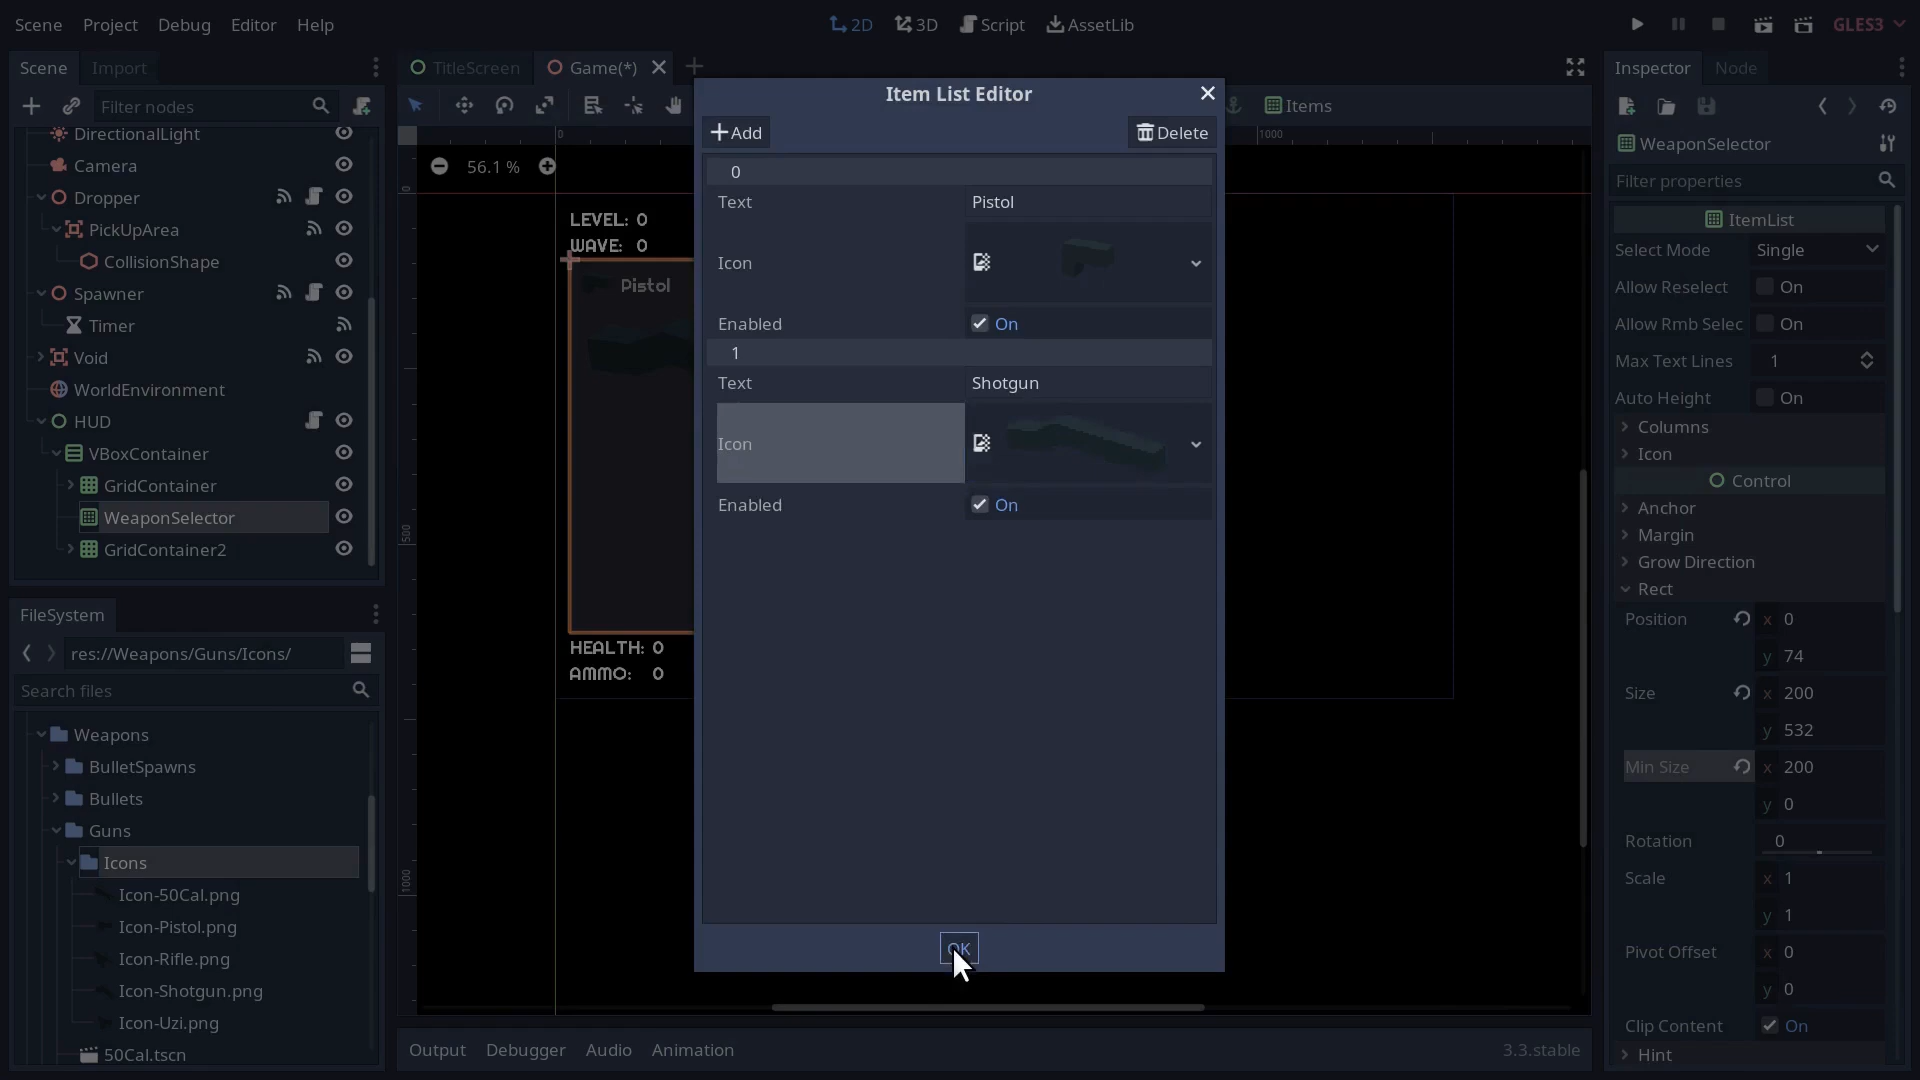 Scene Project Debug Editor Help 2D 3D Script AssetLib GLES3
Scene Import
Filter nodes
DirectionalLight
Camera
Dropper
PickUpArea
CollisionShape
Spawner
Timer
Void
WorldEnvironment
HUD
VBoxContainer
GridContainer
WeaponSelector
GridContainer2
FileSystem
res://Weapons/Guns/Icons/
Search files
Weapons
BulletSpawns
Bullets
Guns
Icons
Icon-50Cal.png
Icon-Pistol.png
Icon-Rifle.png
Icon-Shotgun.png
Icon-Uzi.png
50Cal.tscn
TitleScreen Game(*)
Items
0 1000
0
500
1000
56.1 %
LEVEL: 0
WAVE: 0
Pistol
HEALTH: 0
AMMO: 0
Item List Editor
Add Delete
0
Text Pistol
Icon
Enabled On
1
Text Shotgun
Icon
Enabled On
OK
Output Debugger Audio Animation 3.3.stable
Inspector Node
WeaponSelector
Filter properties
ItemList
Select Mode Single
Allow Reselect On
Allow Rmb Selec On
Max Text Lines 1
Auto Height On
Columns
Icon
Control
Anchor
Margin
Grow Direction
Rect
Position x 0
y 74
Size x 200
y 532
Min Size x 200
y 0
Rotation 0
Scale x 1
y 1
Pivot Offset x 0
y 0
Clip Content On
Hint